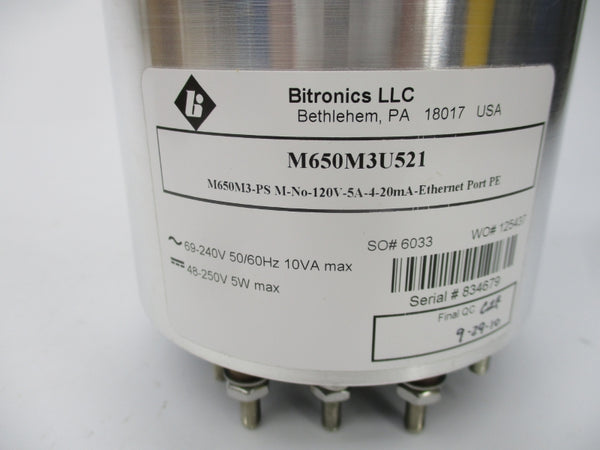 Bitronics LLC
Bethlehem, PA 18017 USA
M650M3U521
M650M3-PS M-No-120V-5A-4-20mA-Ethernet Port PE
69-240V 50/60Hz 10VA max
48-250V 5W max
SO# 6033 WO# 125437
Serial # 834679
Final QC
9-29-10